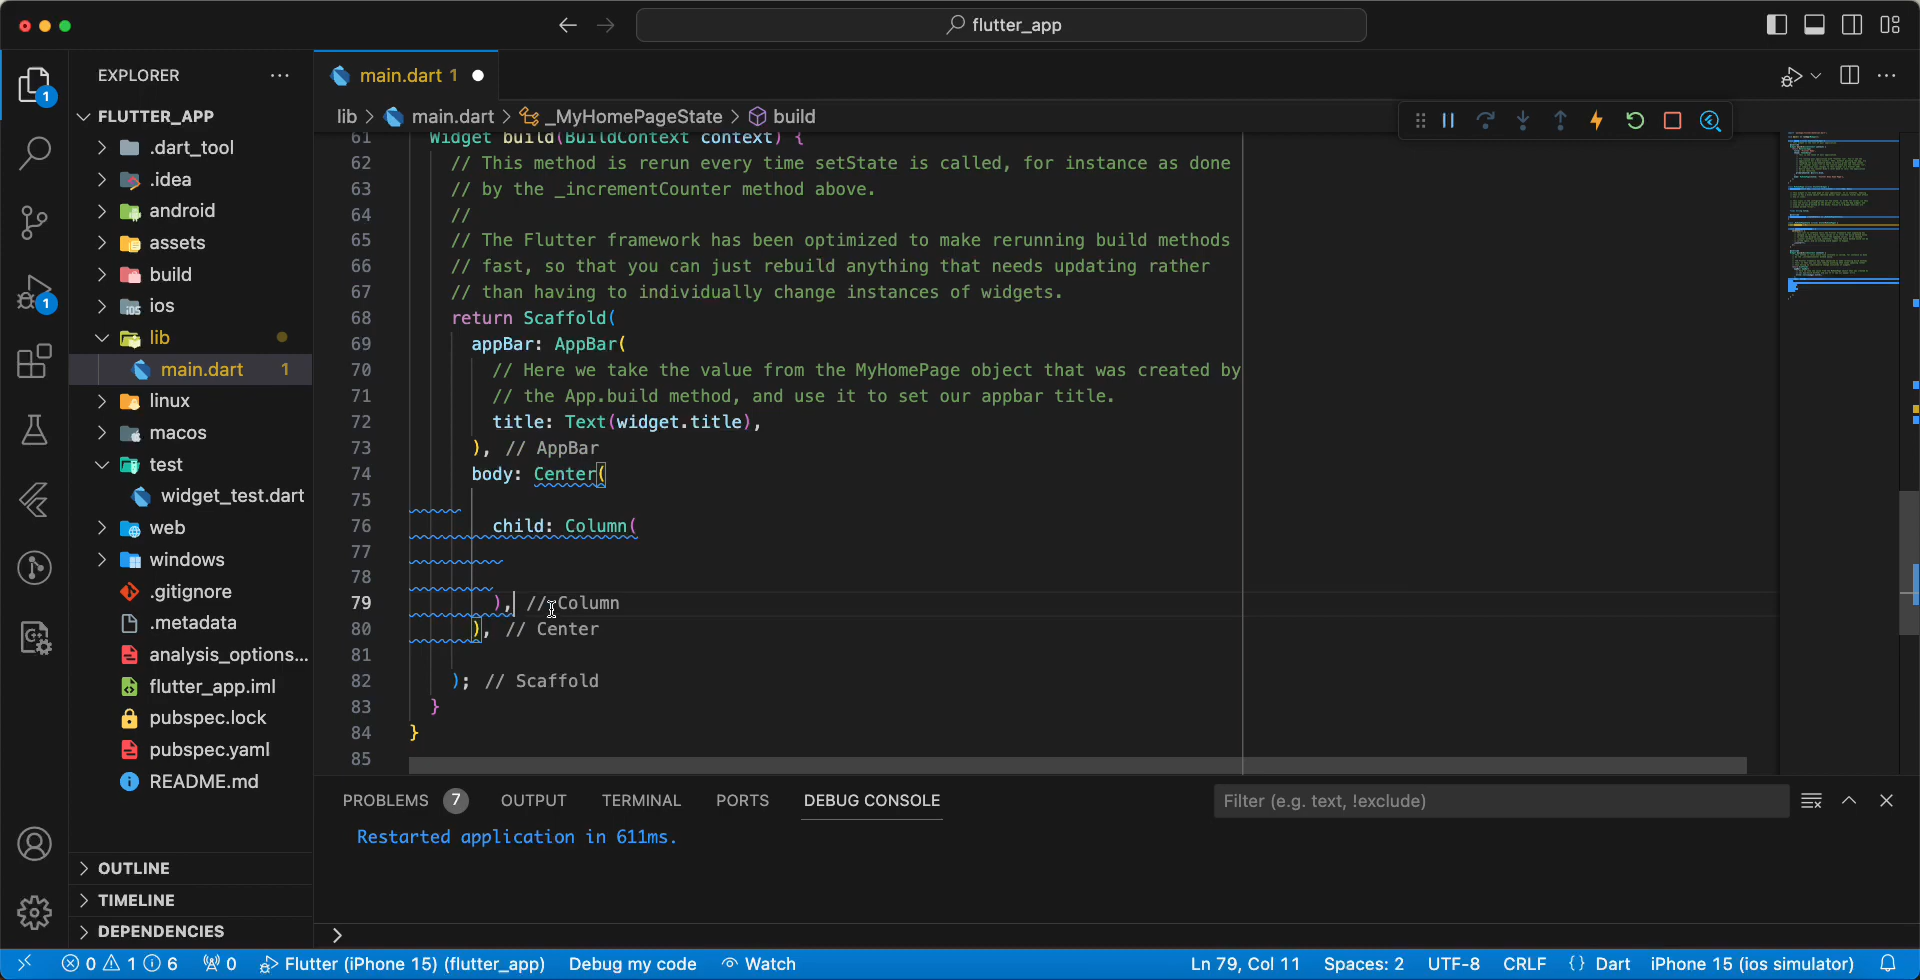 flutter_app
EXPLORER
FLUTTER_APP
.dart_tool
.idea
android
assets
build
ios
lib
main.dart 1
linux
macos
test
widget_test.dart
web
windows
.gitignore
.metadata
analysis_options...
flutter_app.iml
pubspec.lock
pubspec.yaml
README.md
OUTLINE
TIMELINE
DEPENDENCIES
1
1
main.dart 1
lib > main.dart > _MyHomePageState > build
61 Widget build(BuildContext context) {
62 // This method is rerun every time setState is called, for instance as done
63 // by the _incrementCounter method above.
64 //
65 // The Flutter framework has been optimized to make rerunning build methods
66 // fast, so that you can just rebuild anything that needs updating rather
67 // than having to individually change instances of widgets.
68 return Scaffold(
69 appBar: AppBar(
70 // Here we take the value from the MyHomePage object that was created by
71 // the App.build method, and use it to set our appbar title.
72 title: Text(widget.title),
73 ), // AppBar
74 body: Center(
75
76 child: Column(
77
78
79 ), // Column
80 ), // Center
81
82 ); // Scaffold
83 }
84 }
85
PROBLEMS 7 OUTPUT TERMINAL PORTS DEBUG CONSOLE Filter (e.g. text, !exclude)
Restarted application in 611ms.
>
0 1 6 0 Flutter (iPhone 15) (flutter_app) Debug my code Watch Ln 79, Col 11 Spaces: 2 UTF-8 CRLF {} Dart iPhone 15 (ios simulator)